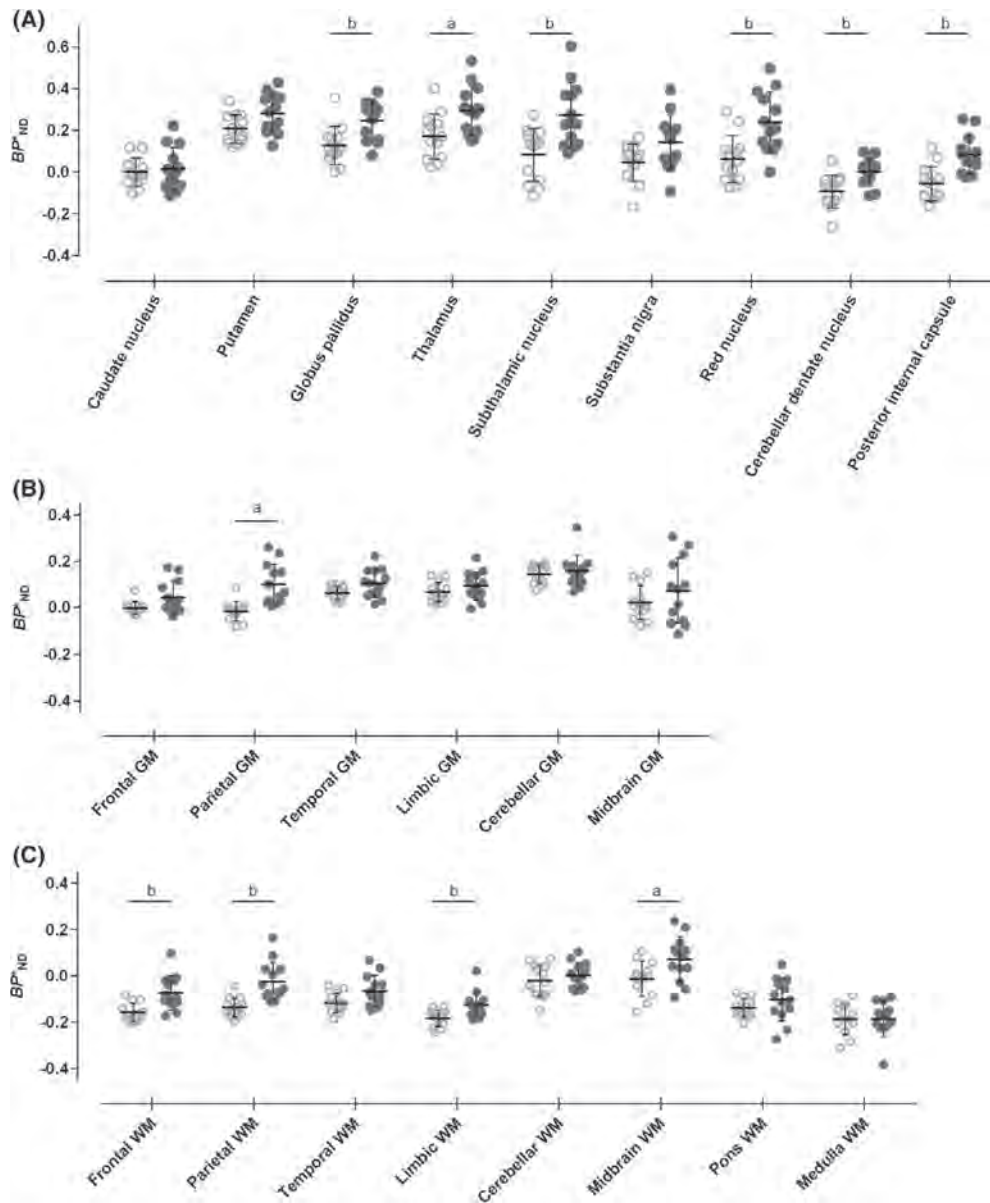 (A)
b a b b b b
BP*ND
0.6
0.4
0.2
0.0
-0.2
-0.4
Caudate nucleus
Putamen
Globus pallidus
Thalamus
Subthalamic nucleus
Substantia nigra
Red nucleus
Cerebellar dentate nucleus
Posterior internal capsule
(B)
a
BP*ND
0.4
0.2
0.0
-0.2
-0.4
Frontal GM
Parietal GM
Temporal GM
Limbic GM
Cerebellar GM
Midbrain GM
(C)
b b b a
BP*ND
0.4
0.2
0.0
-0.2
-0.4
Frontal WM
Parietal WM
Temporal WM
Limbic WM
Cerebellar WM
Midbrain WM
Pons WM
Medulla WM